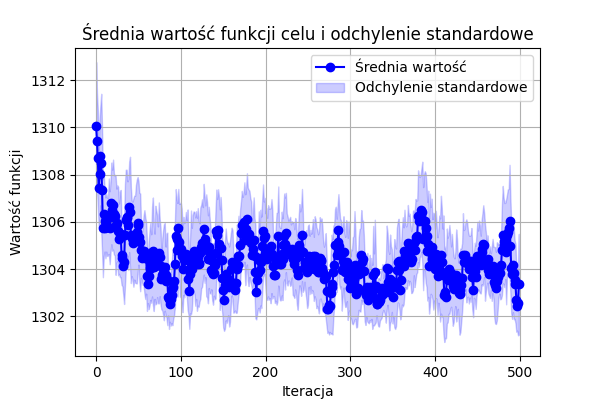 Średnia wartość funkcji celu i odchylenie standardowe
Średnia wartość
Odchylenie standardowe
Wartość funkcji
1312
1310
1308
1306
1304
1302
0 100 200 300 400 500
Iteracja